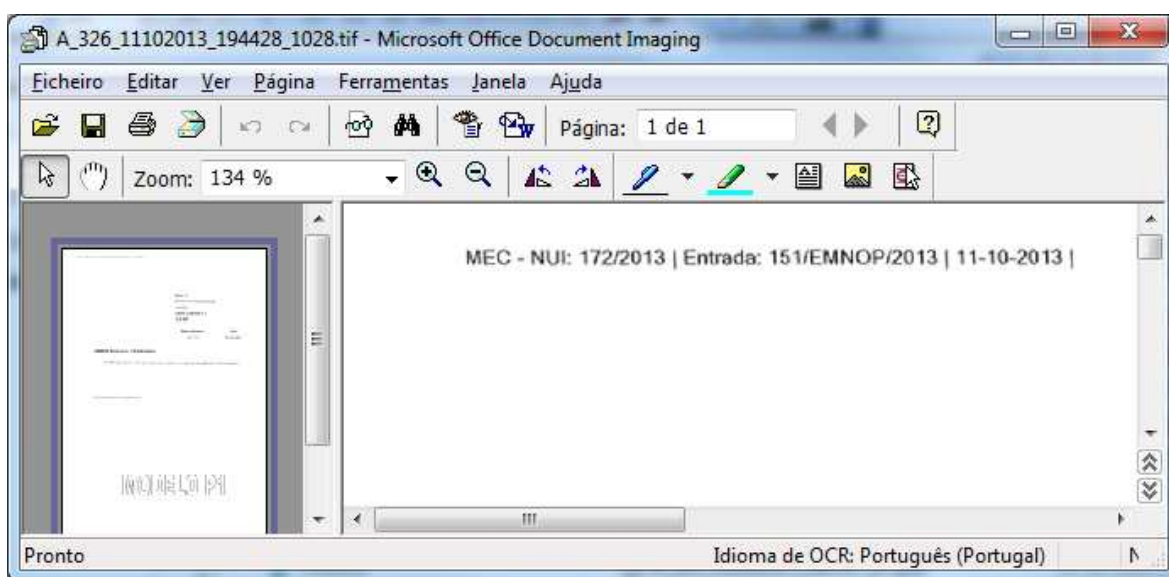 A_326_11102013_194428_1028.tif - Microsoft Office Document Imaging
Ficheiro Editar Ver Página Ferramentas Janela Ajuda
Página: 1 de 1
Zoom: 134 %
MEC - NUI: 172/2013 | Entrada: 151/EMNOP/2013 | 11-10-2013 |
Pronto
Idioma de OCR: Português (Portugal)